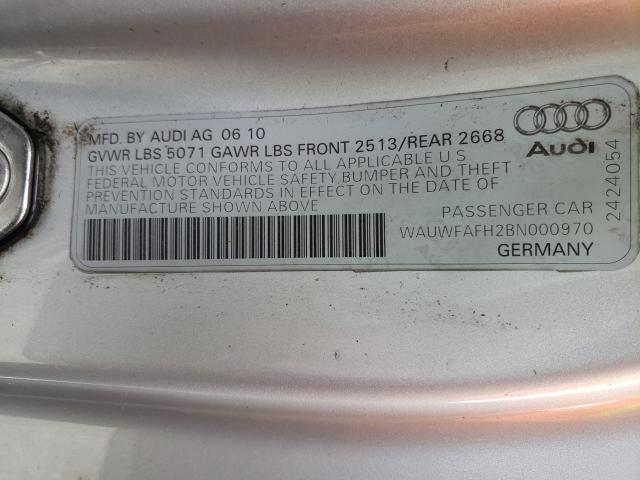 MFD. BY AUDI AG 06 10
GVWR LBS 5071 GAWR LBS FRONT 2513/REAR 2668
THIS VEHICLE CONFORMS TO ALL APPLICABLE U S
FEDERAL MOTOR VEHICLE SAFETY, BUMPER AND THEFT
PREVENTION STANDARDS IN EFFECT ON THE DATE OF
MANUFACTURE SHOWN ABOVE
Audi
PASSENGER CAR
WAUWFAFH2BN000970
GERMANY
2424054